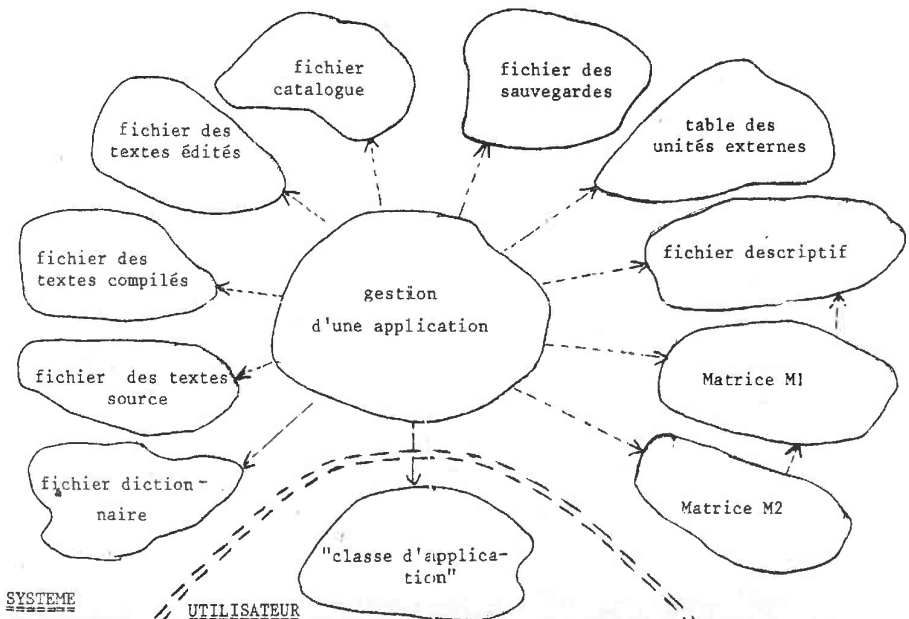 fichier
catalogue
fichier des
sauvegardes
fichier des
textes édités
table des
unités externes
fichier des
textes compilés
gestion
d'une application
fichier descriptif
fichier des textes
source
Matrice M1
fichier diction-
naire
Matrice M2
"classe d'applica-
tion"
SYSTEME
UTILISATEUR